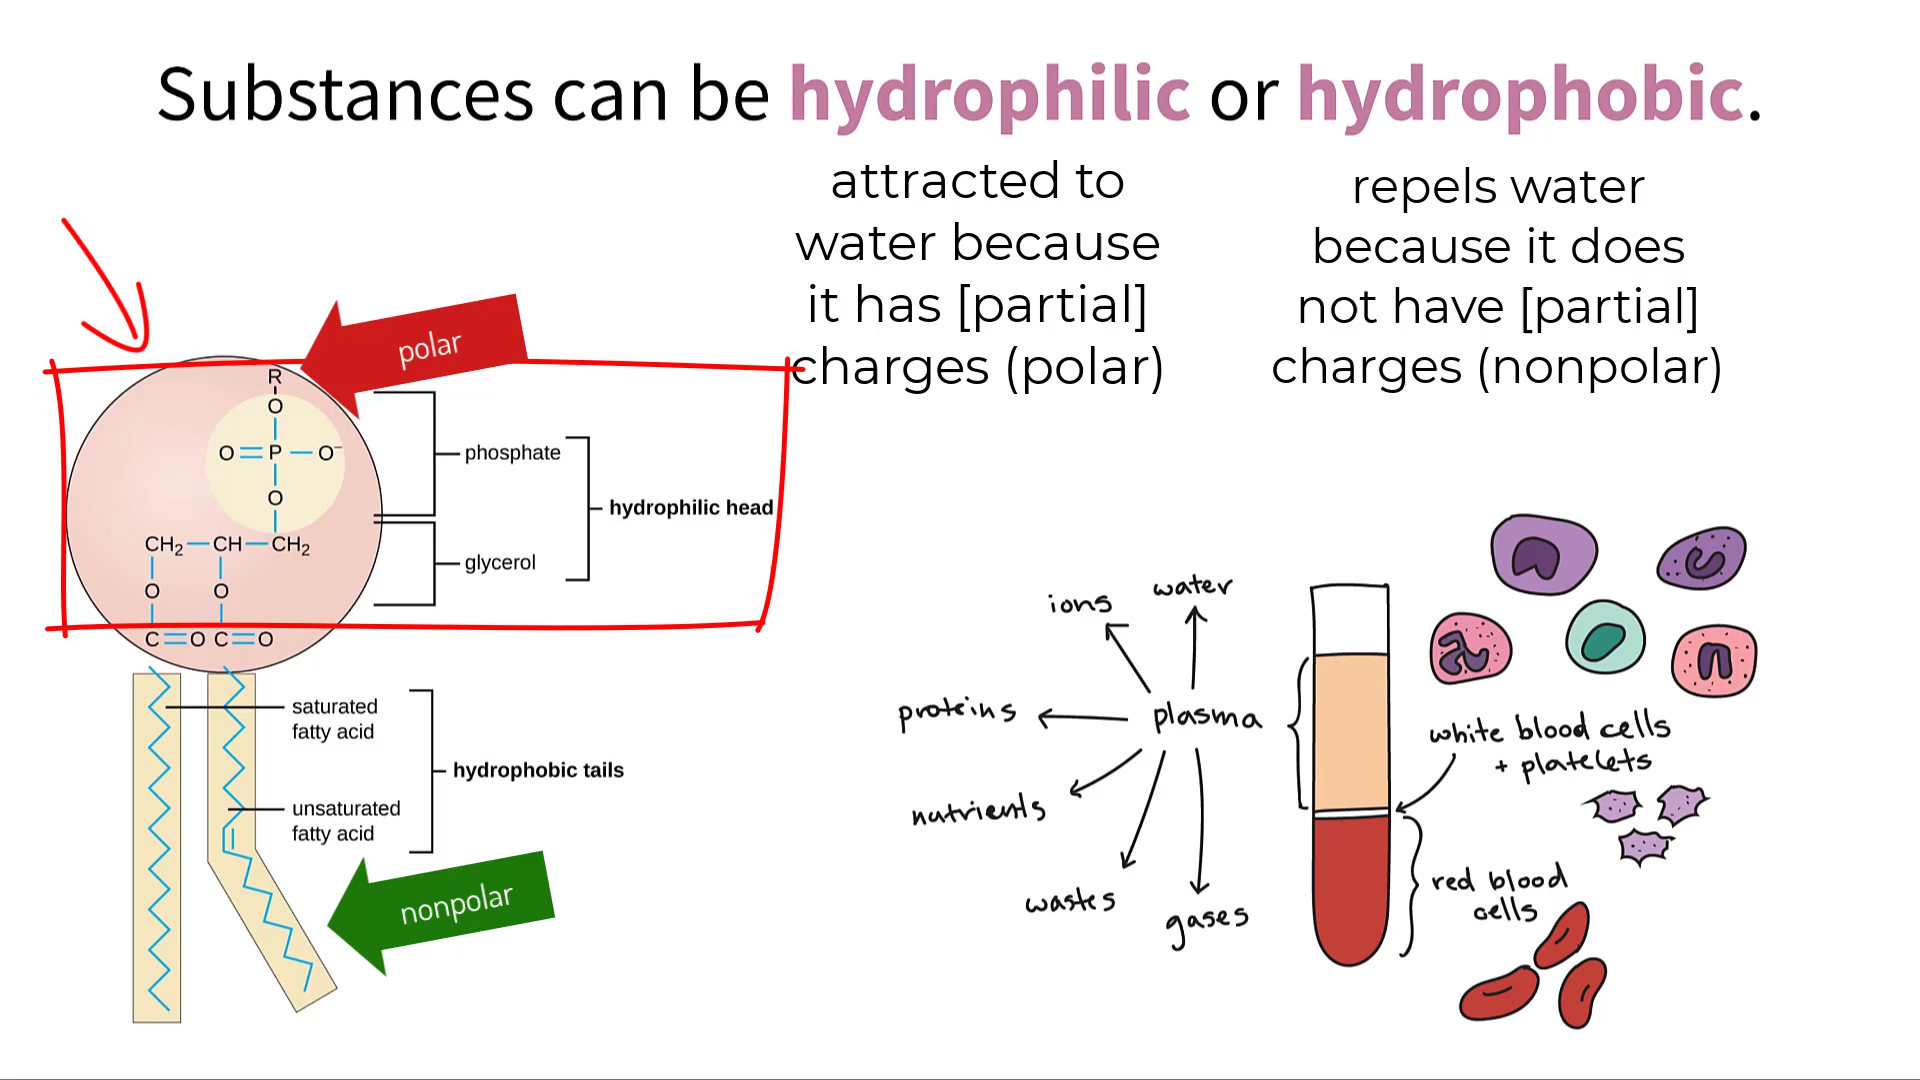 Substances can be hydrophilic or hydrophobic.
attracted to
water because
it has [partial]
charges (polar)
repels water
because it does
not have [partial]
charges (nonpolar)
polar
R
O
O=P—O⁻
O
CH₂—CH—CH₂
O O
C=O C=O
phosphate
glycerol
hydrophilic head
saturated
fatty acid
unsaturated
fatty acid
hydrophobic tails
nonpolar
ions
water
proteins
plasma
nutrients
wastes
gases
white blood cells
+ platelets
red blood
cells